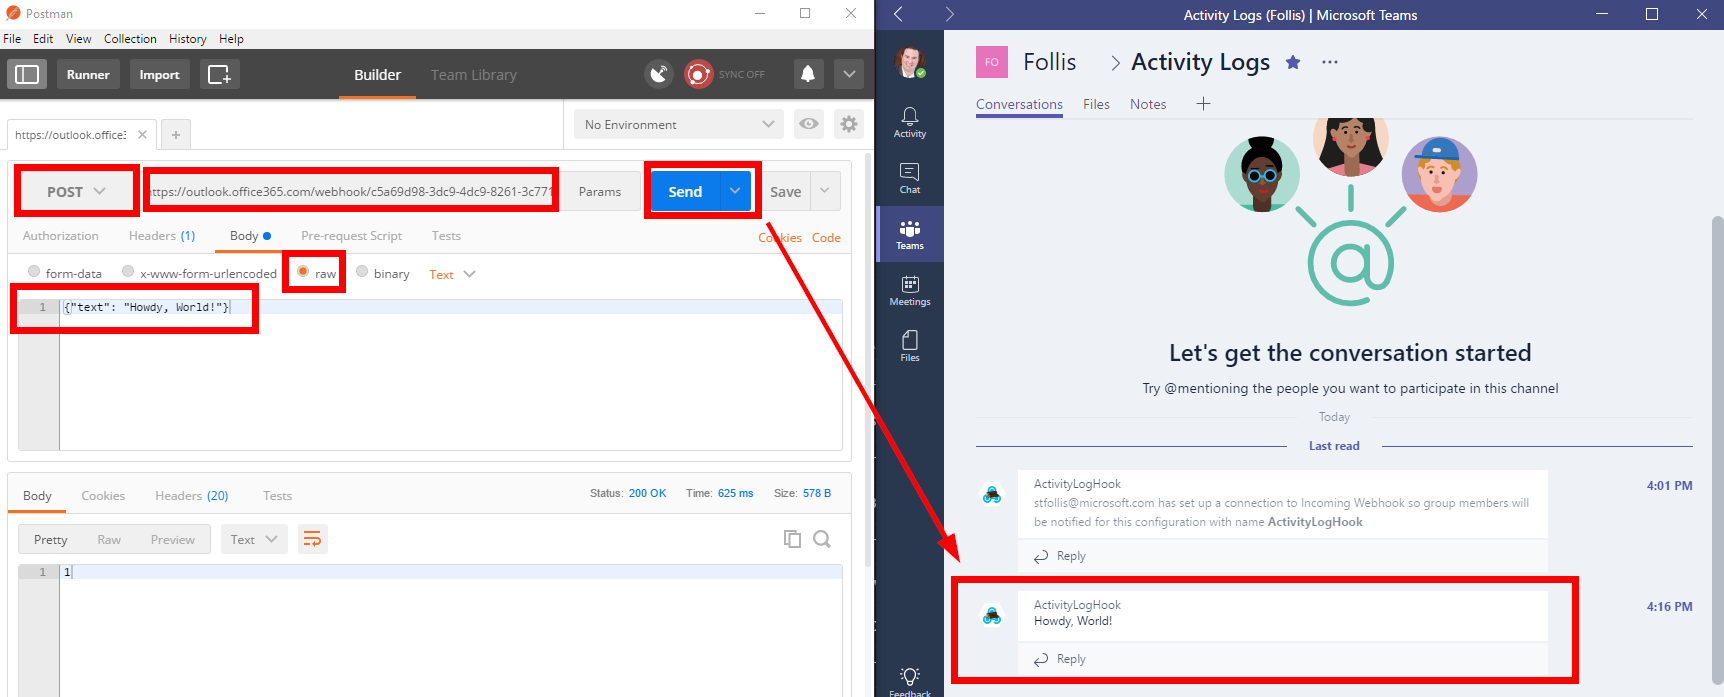 Postman
File Edit View Collection History Help
Runner Import Builder Team Library SYNC OFF
No Environment
https://outlook.office3
+
POST https://outlook.office365.com/webhook/c5a69d98-3dc9-4dc9-8261-3c771 Params Send Save
Authorization Headers (1) Body Pre-request Script Tests Cookies Code
form-data x-www-form-urlencoded raw binary Text
1 {"text": "Howdy, World!"}
Body Cookies Headers (20) Tests Status: 200 OK Time: 625 ms Size: 578 B
Pretty Raw Preview Text
1 1
Activity Logs (Follis) | Microsoft Teams
Activity
Chat
Teams
Meetings
Files
Feedback
FO Follis > Activity Logs ...
Conversations Files Notes +
@
Let's get the conversation started
Try @mentioning the people you want to participate in this channel
Today
Last read
ActivityLogHook 4:01 PM
stfollis@microsoft.com has set up a connection to Incoming Webhook so group members will
be notified for this configuration with name ActivityLogHook
Reply
ActivityLogHook 4:16 PM
Howdy, World!
Reply